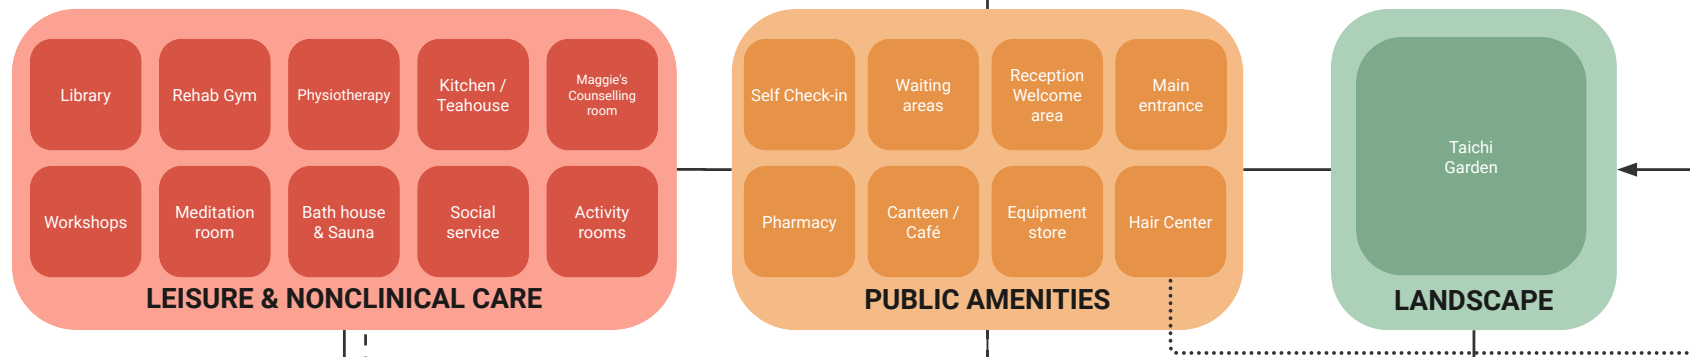 Library
Rehab Gym
Physiotherapy
Kitchen /
Teahouse
Maggie's
Counselling
room
Workshops
Meditation
room
Bath house
& Sauna
Social
service
Activity
rooms
LEISURE & NONCLINICAL CARE
Self Check-in
Waiting
areas
Reception
Welcome
area
Main
entrance
Pharmacy
Canteen /
Café
Equipment
store
Hair Center
PUBLIC AMENITIES
Taichi
Garden
LANDSCAPE